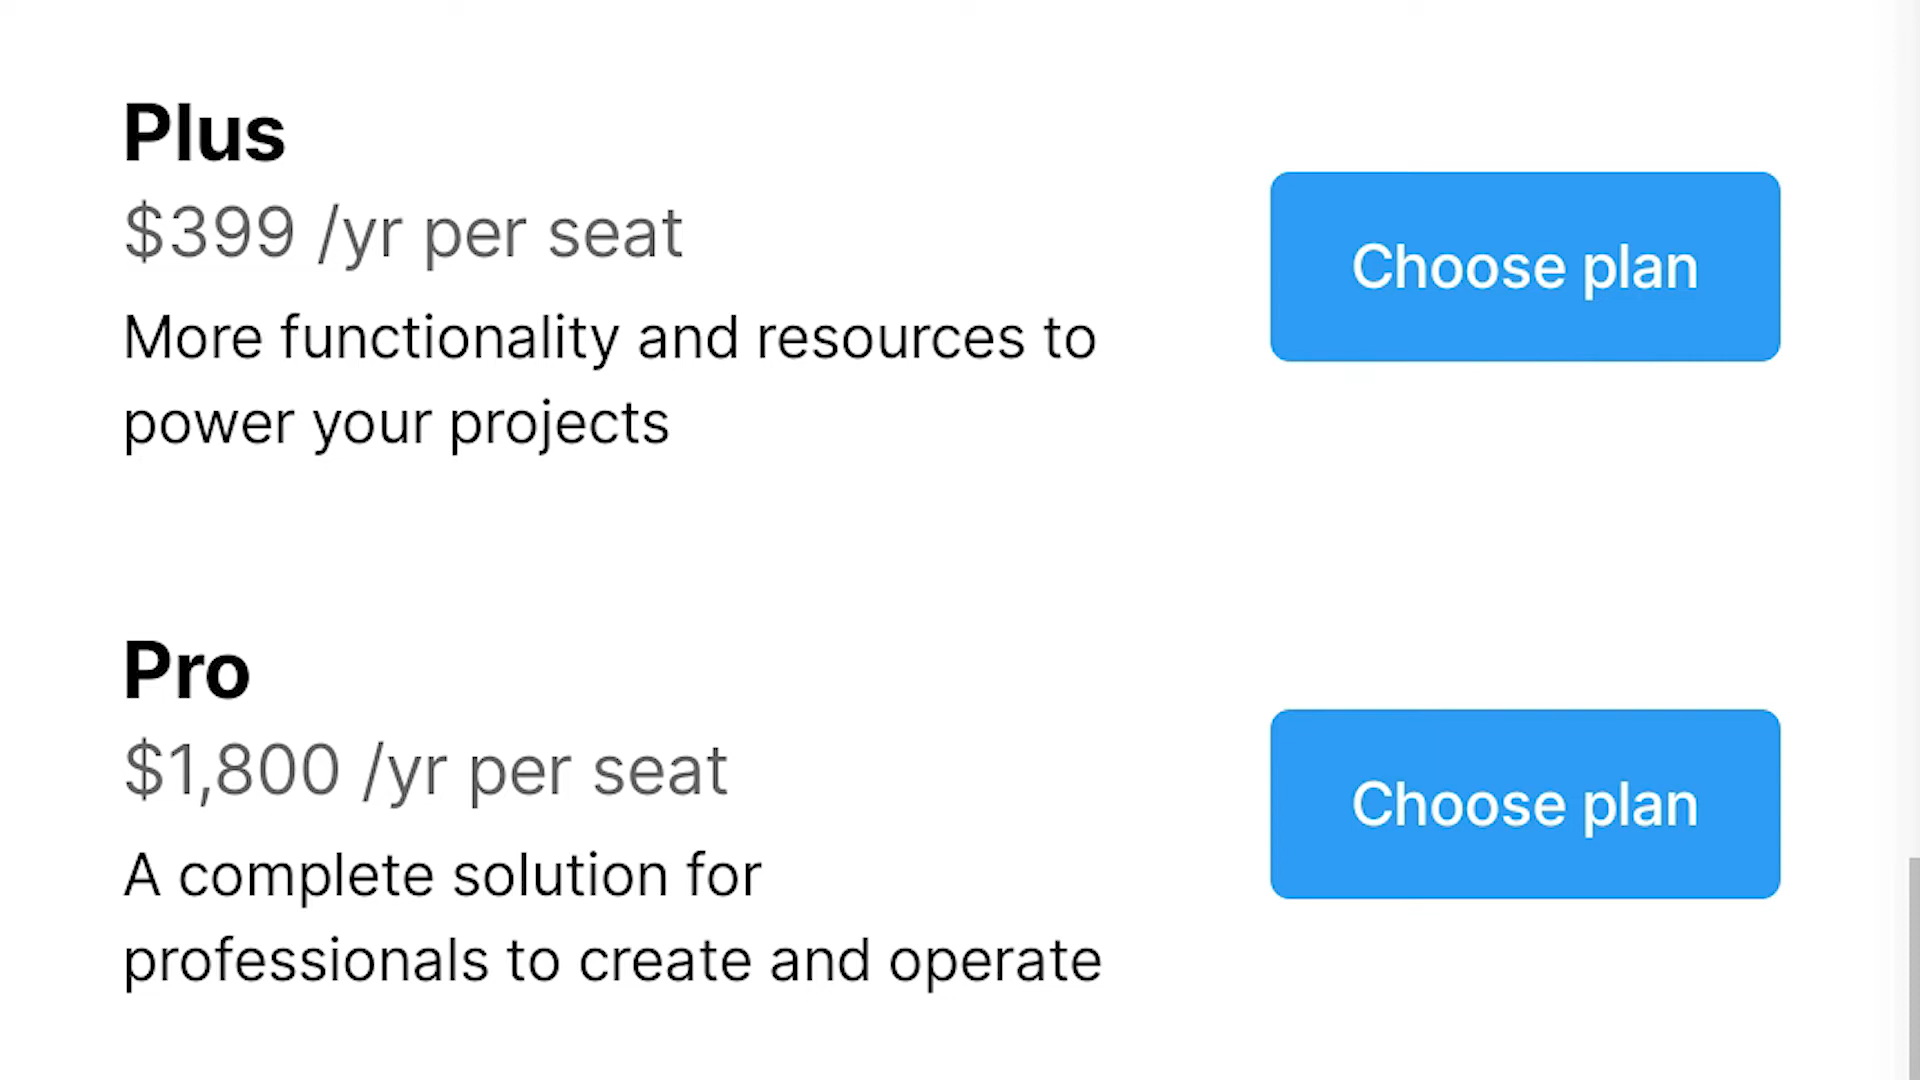 Plus
$399 /yr per seat
More functionality and resources to
power your projects
Choose plan
Pro
$1,800 /yr per seat
A complete solution for
professionals to create and operate
Choose plan